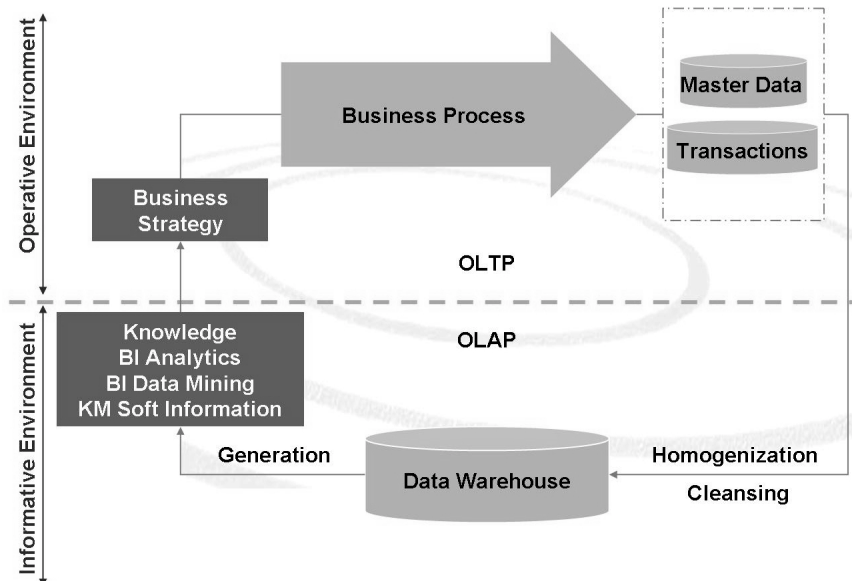 Operative Environment
Business Process
Master Data
Transactions
Business
Strategy
OLTP
Informative Environment
OLAP
Knowledge
BI Analytics
BI Data Mining
KM Soft Information
Generation
Data Warehouse
Homogenization
Cleansing